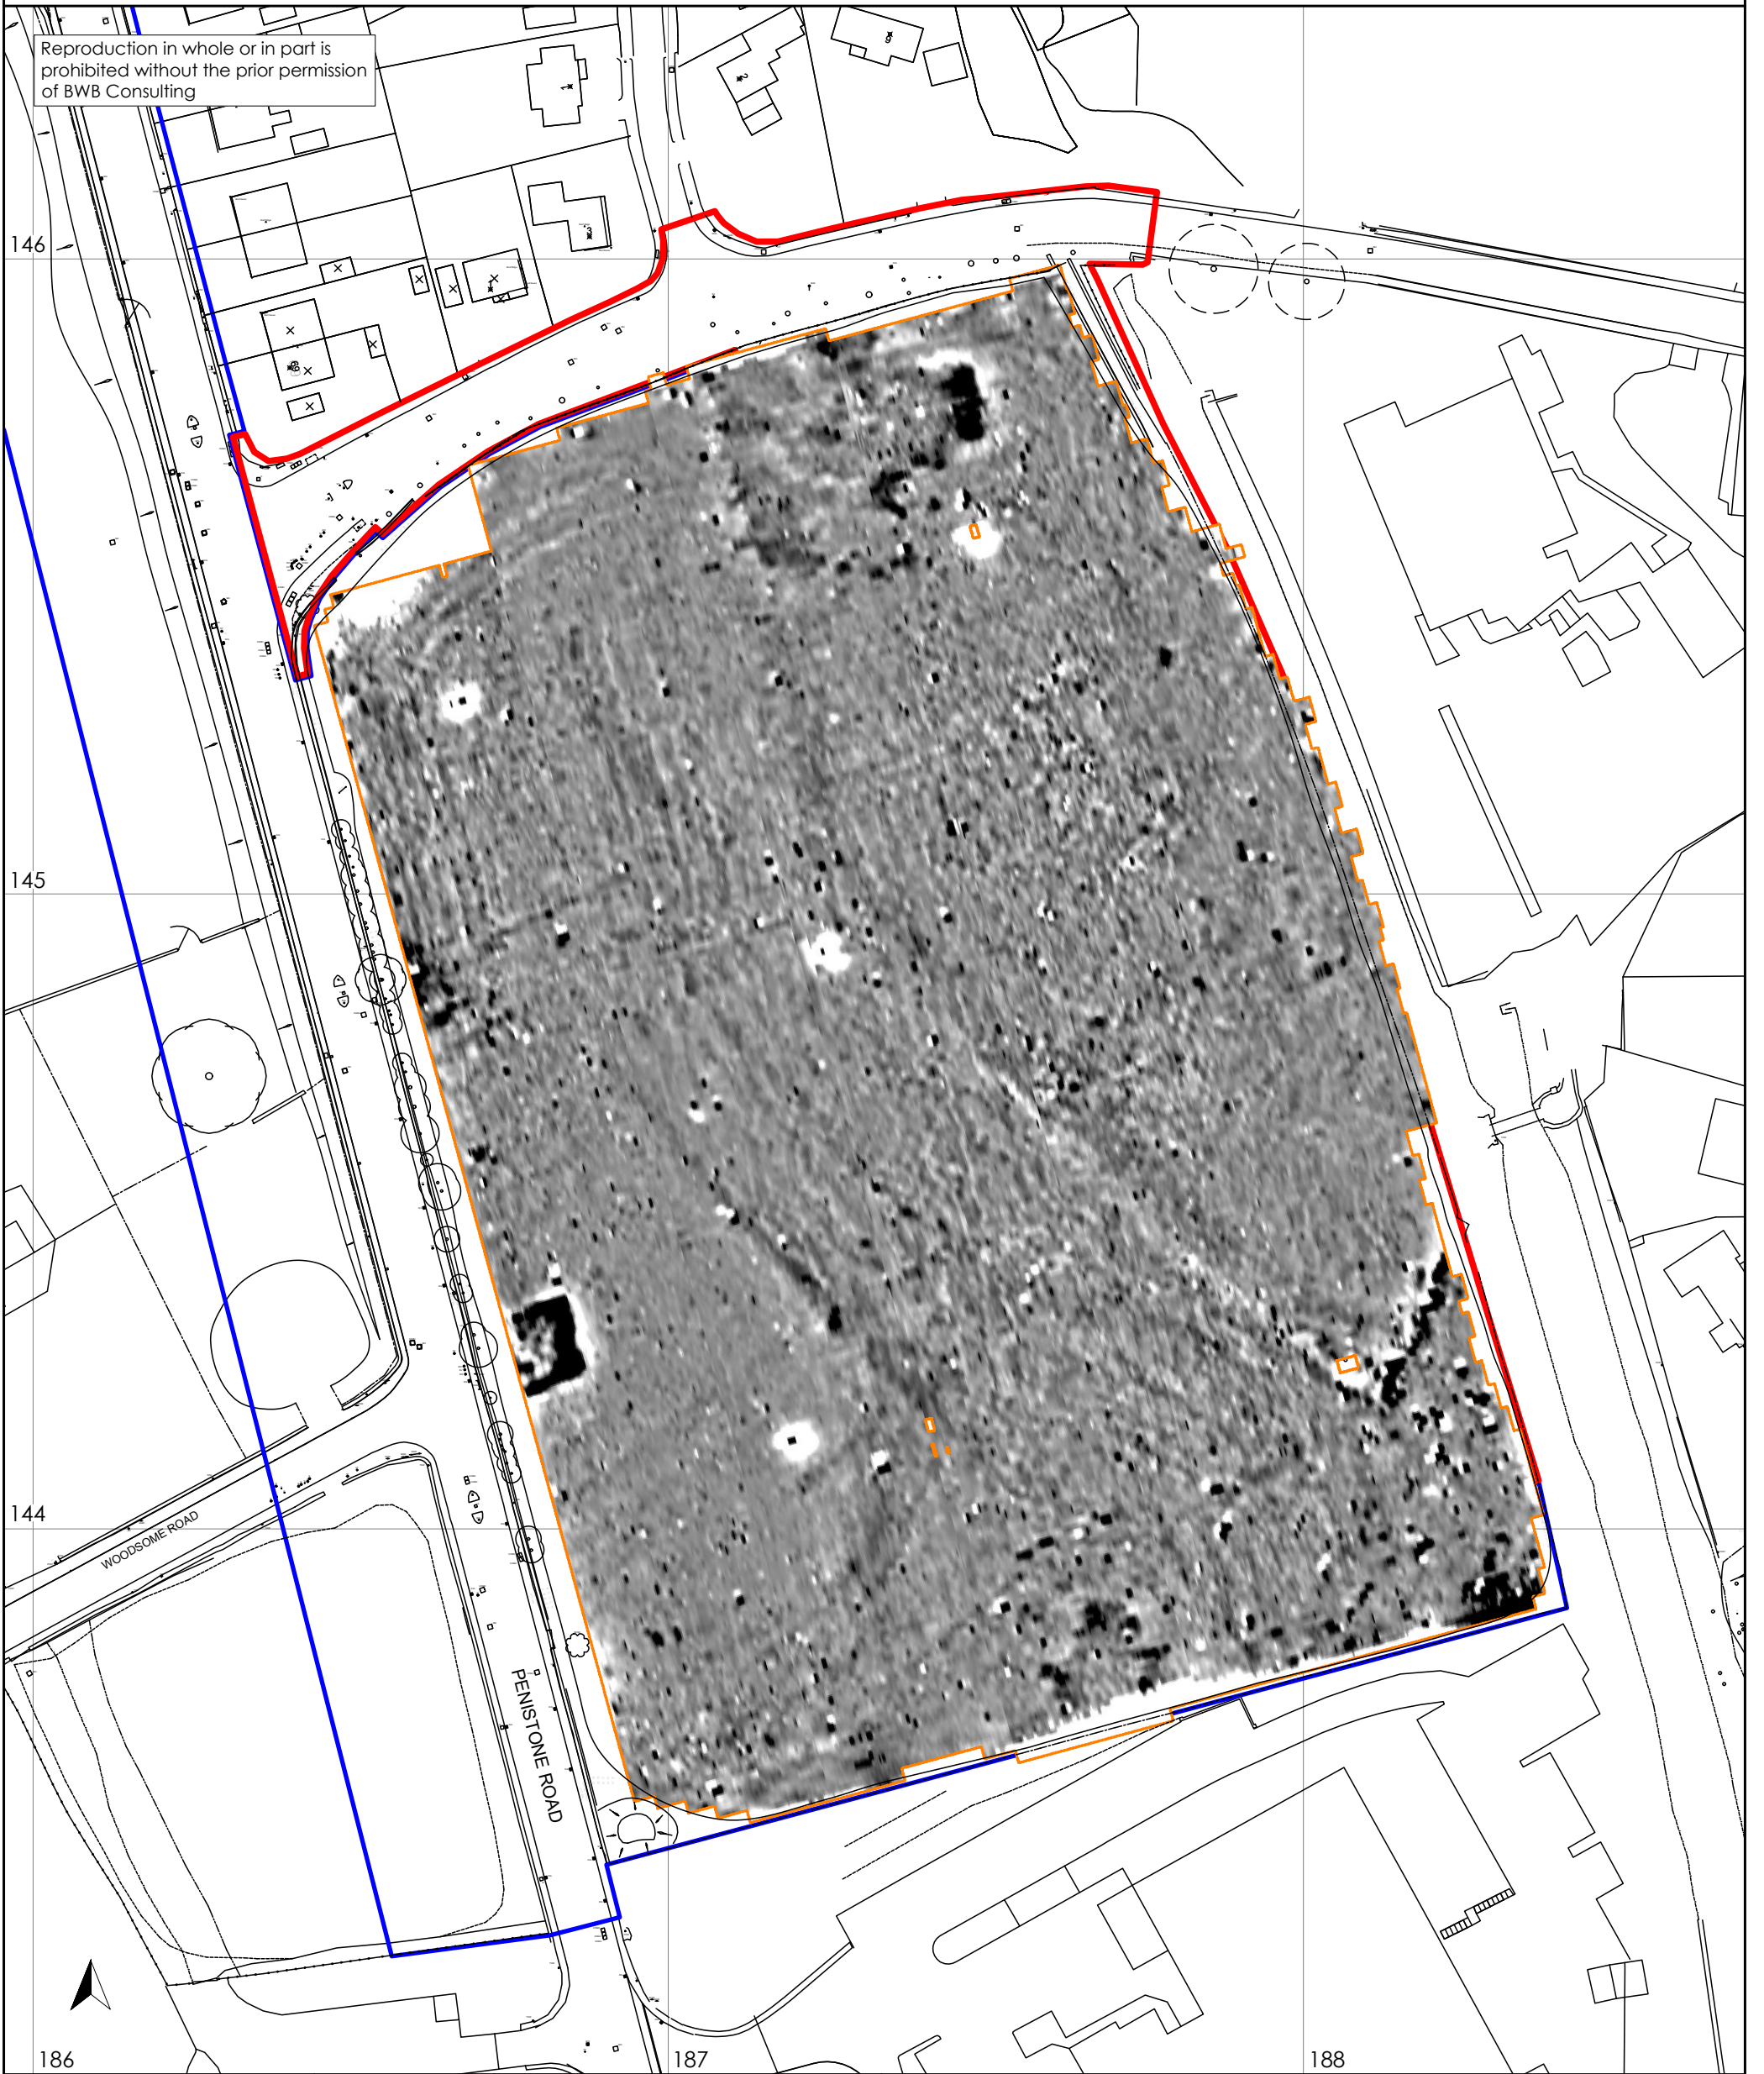 Reproduction in whole or in part is
prohibited without the prior permission
of BWB Consulting
146
145
144
WOODSOME ROAD
PENISTONE ROAD
186
187
188